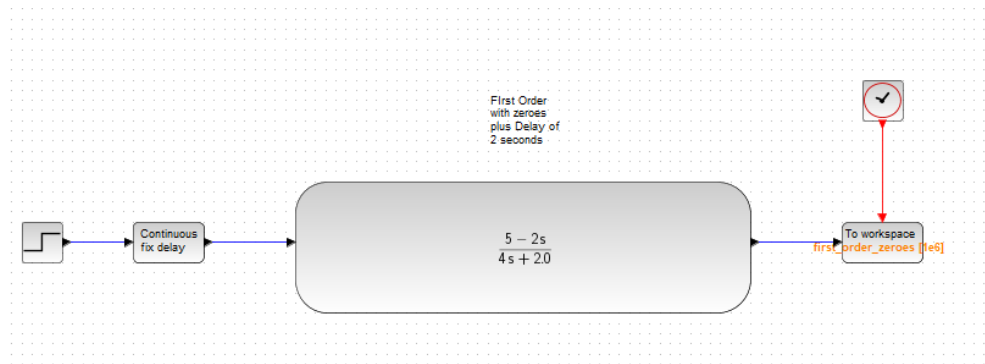 FIrst Order
with zeroes
plus Delay of
2 seconds
Continuous
fix delay
5 − 2s
4s + 2.0
To workspace
first_order_zeroes [1e6]